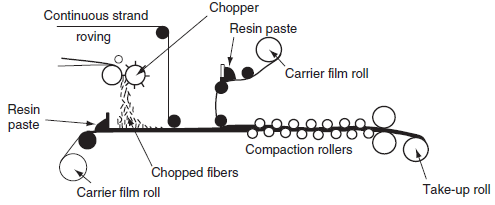 Continuous strand
roving
Chopper
Resin paste
Carrier film roll
Resin
paste
Compaction rollers
Chopped fibers
Carrier film roll
Take-up roll